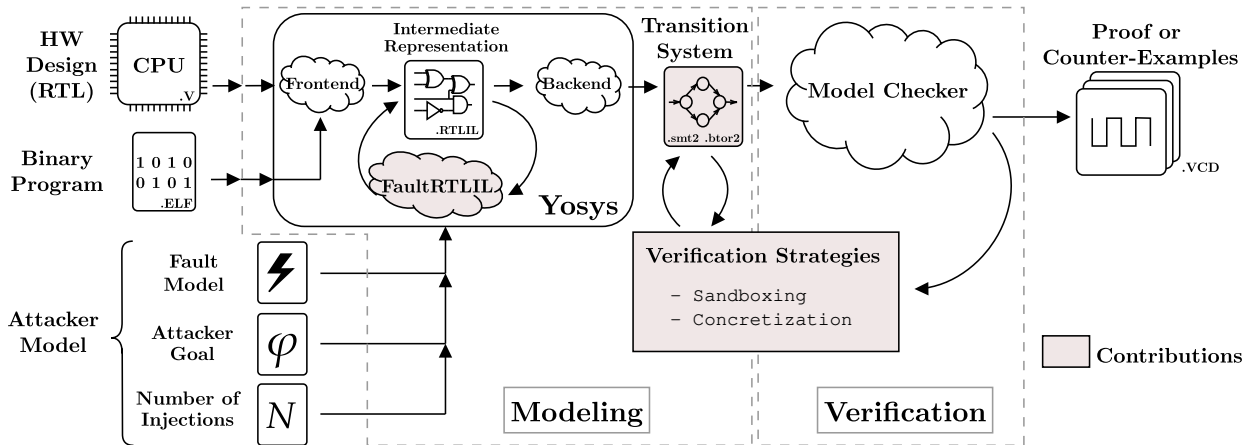 HW
Design
(RTL)
CPU
.V
Binary
Program
1 0 1 0
0 1 0 1
.ELF
Frontend
Intermediate
Representation
.RTLIL
Backend
FaultRTLIL
Yosys
Transition
System
.smt2 .btor2
Model Checker
Proof or
Counter-Examples
.VCD
Verification Strategies
– Sandboxing
– Concretization
Attacker
Model
Fault
Model
Attacker
Goal
φ
Number of
Injections
N
Modeling
Verification
Contributions